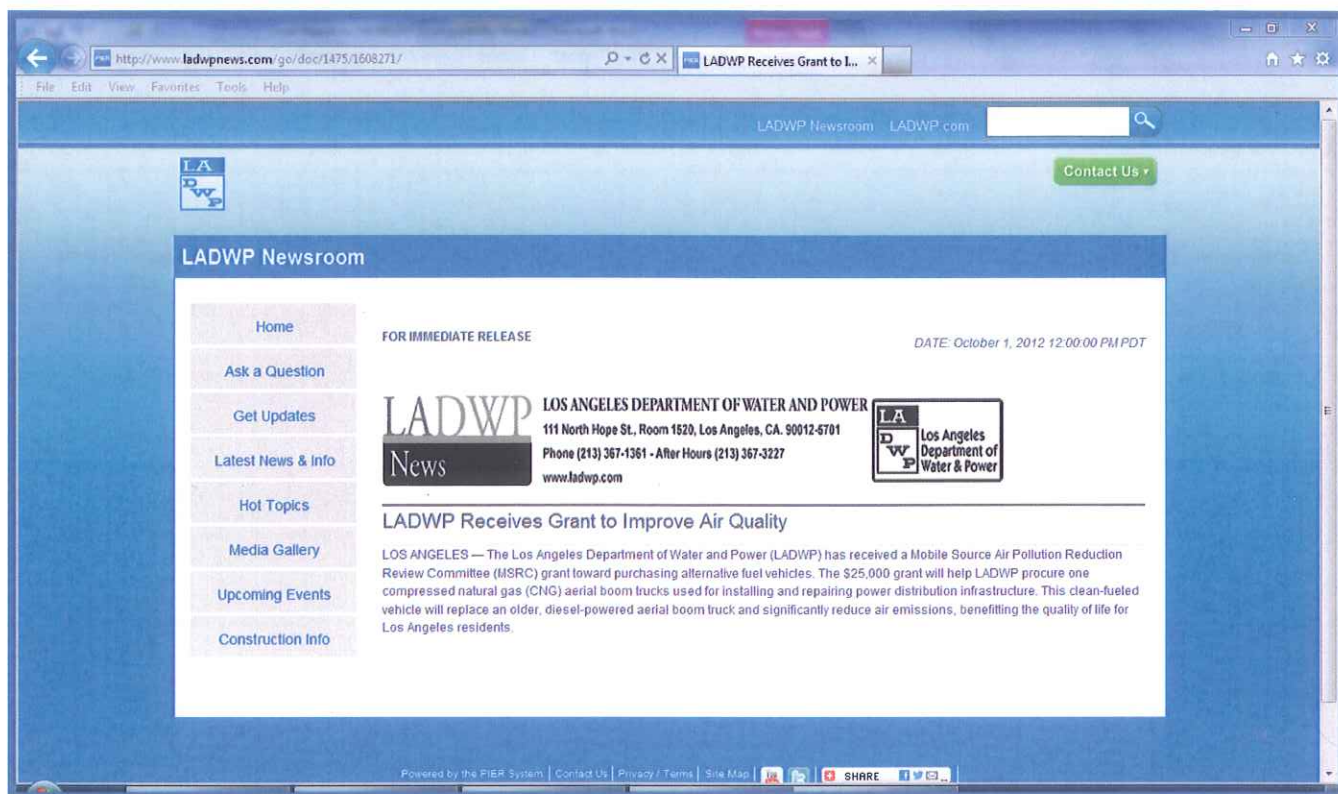 http://www.ladwpnews.com/go/doc/1475/1608271/
LADWP Receives Grant to I...
File Edit View Favorites Tools Help
LADWP Newsroom LADWP.com
LA
DWP
Contact Us
LADWP Newsroom
Home
Ask a Question
Get Updates
Latest News & Info
Hot Topics
Media Gallery
Upcoming Events
Construction Info
FOR IMMEDIATE RELEASE
DATE: October 1, 2012 12:00:00 PM PDT
LADWP
News
LOS ANGELES DEPARTMENT OF WATER AND POWER
111 North Hope St., Room 1520, Los Angeles, CA. 90012-5701
Phone (213) 367-1361 - After Hours (213) 367-3227
www.ladwp.com
LA
DWP
Los Angeles
Department of
Water & Power
LADWP Receives Grant to Improve Air Quality
LOS ANGELES — The Los Angeles Department of Water and Power (LADWP) has received a Mobile Source Air Pollution Reduction
Review Committee (MSRC) grant toward purchasing alternative fuel vehicles. The $25,000 grant will help LADWP procure one
compressed natural gas (CNG) aerial boom trucks used for installing and repairing power distribution infrastructure. This clean-fueled
vehicle will replace an older, diesel-powered aerial boom truck and significantly reduce air emissions, benefitting the quality of life for
Los Angeles residents.
Powered by the PIER System | Contact Us | Privacy / Terms | Site Map | SHARE